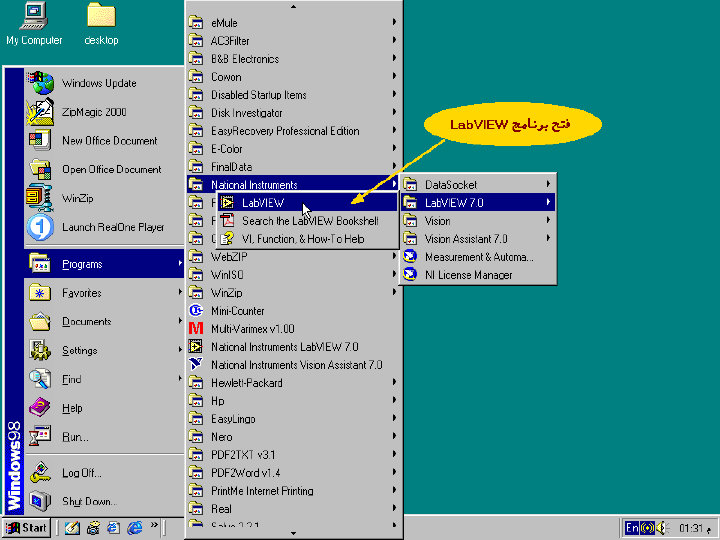 My Computer
desktop
Windows Update
ZipMagic 2000
New Office Document
Open Office Document
WinZip
Launch RealOne Player
Programs
Favorites
Documents
Settings
Find
Help
Run...
Log Off...
Shut Down...
Windows98
eMule
AC3Filter
B&B Electronics
Cowon
Disabled Startup Items
Disk Investigator
EasyRecovery Professional Edition
E-Color
FinalData
National Instruments
WebZIP
WinISO
WinZip
Mini-Counter
Multi-Varimex v1.00
National Instruments LabVIEW 7.0
National Instruments Vision Assistant 7.0
Hewlett-Packard
Hp
EasyLingo
Nero
PDF2TXT v3.1
PDF2Word v1.4
PrintMe Internet Printing
Real
LabVIEW
Search the LabVIEW Bookshelf
VI, Function, & How-To Help
DataSocket
LabVIEW 7.0
Vision
Vision Assistant 7.0
Measurement & Automa...
NI License Manager
فتح برنامج LabVIEW
Start
»
En
01:31 م